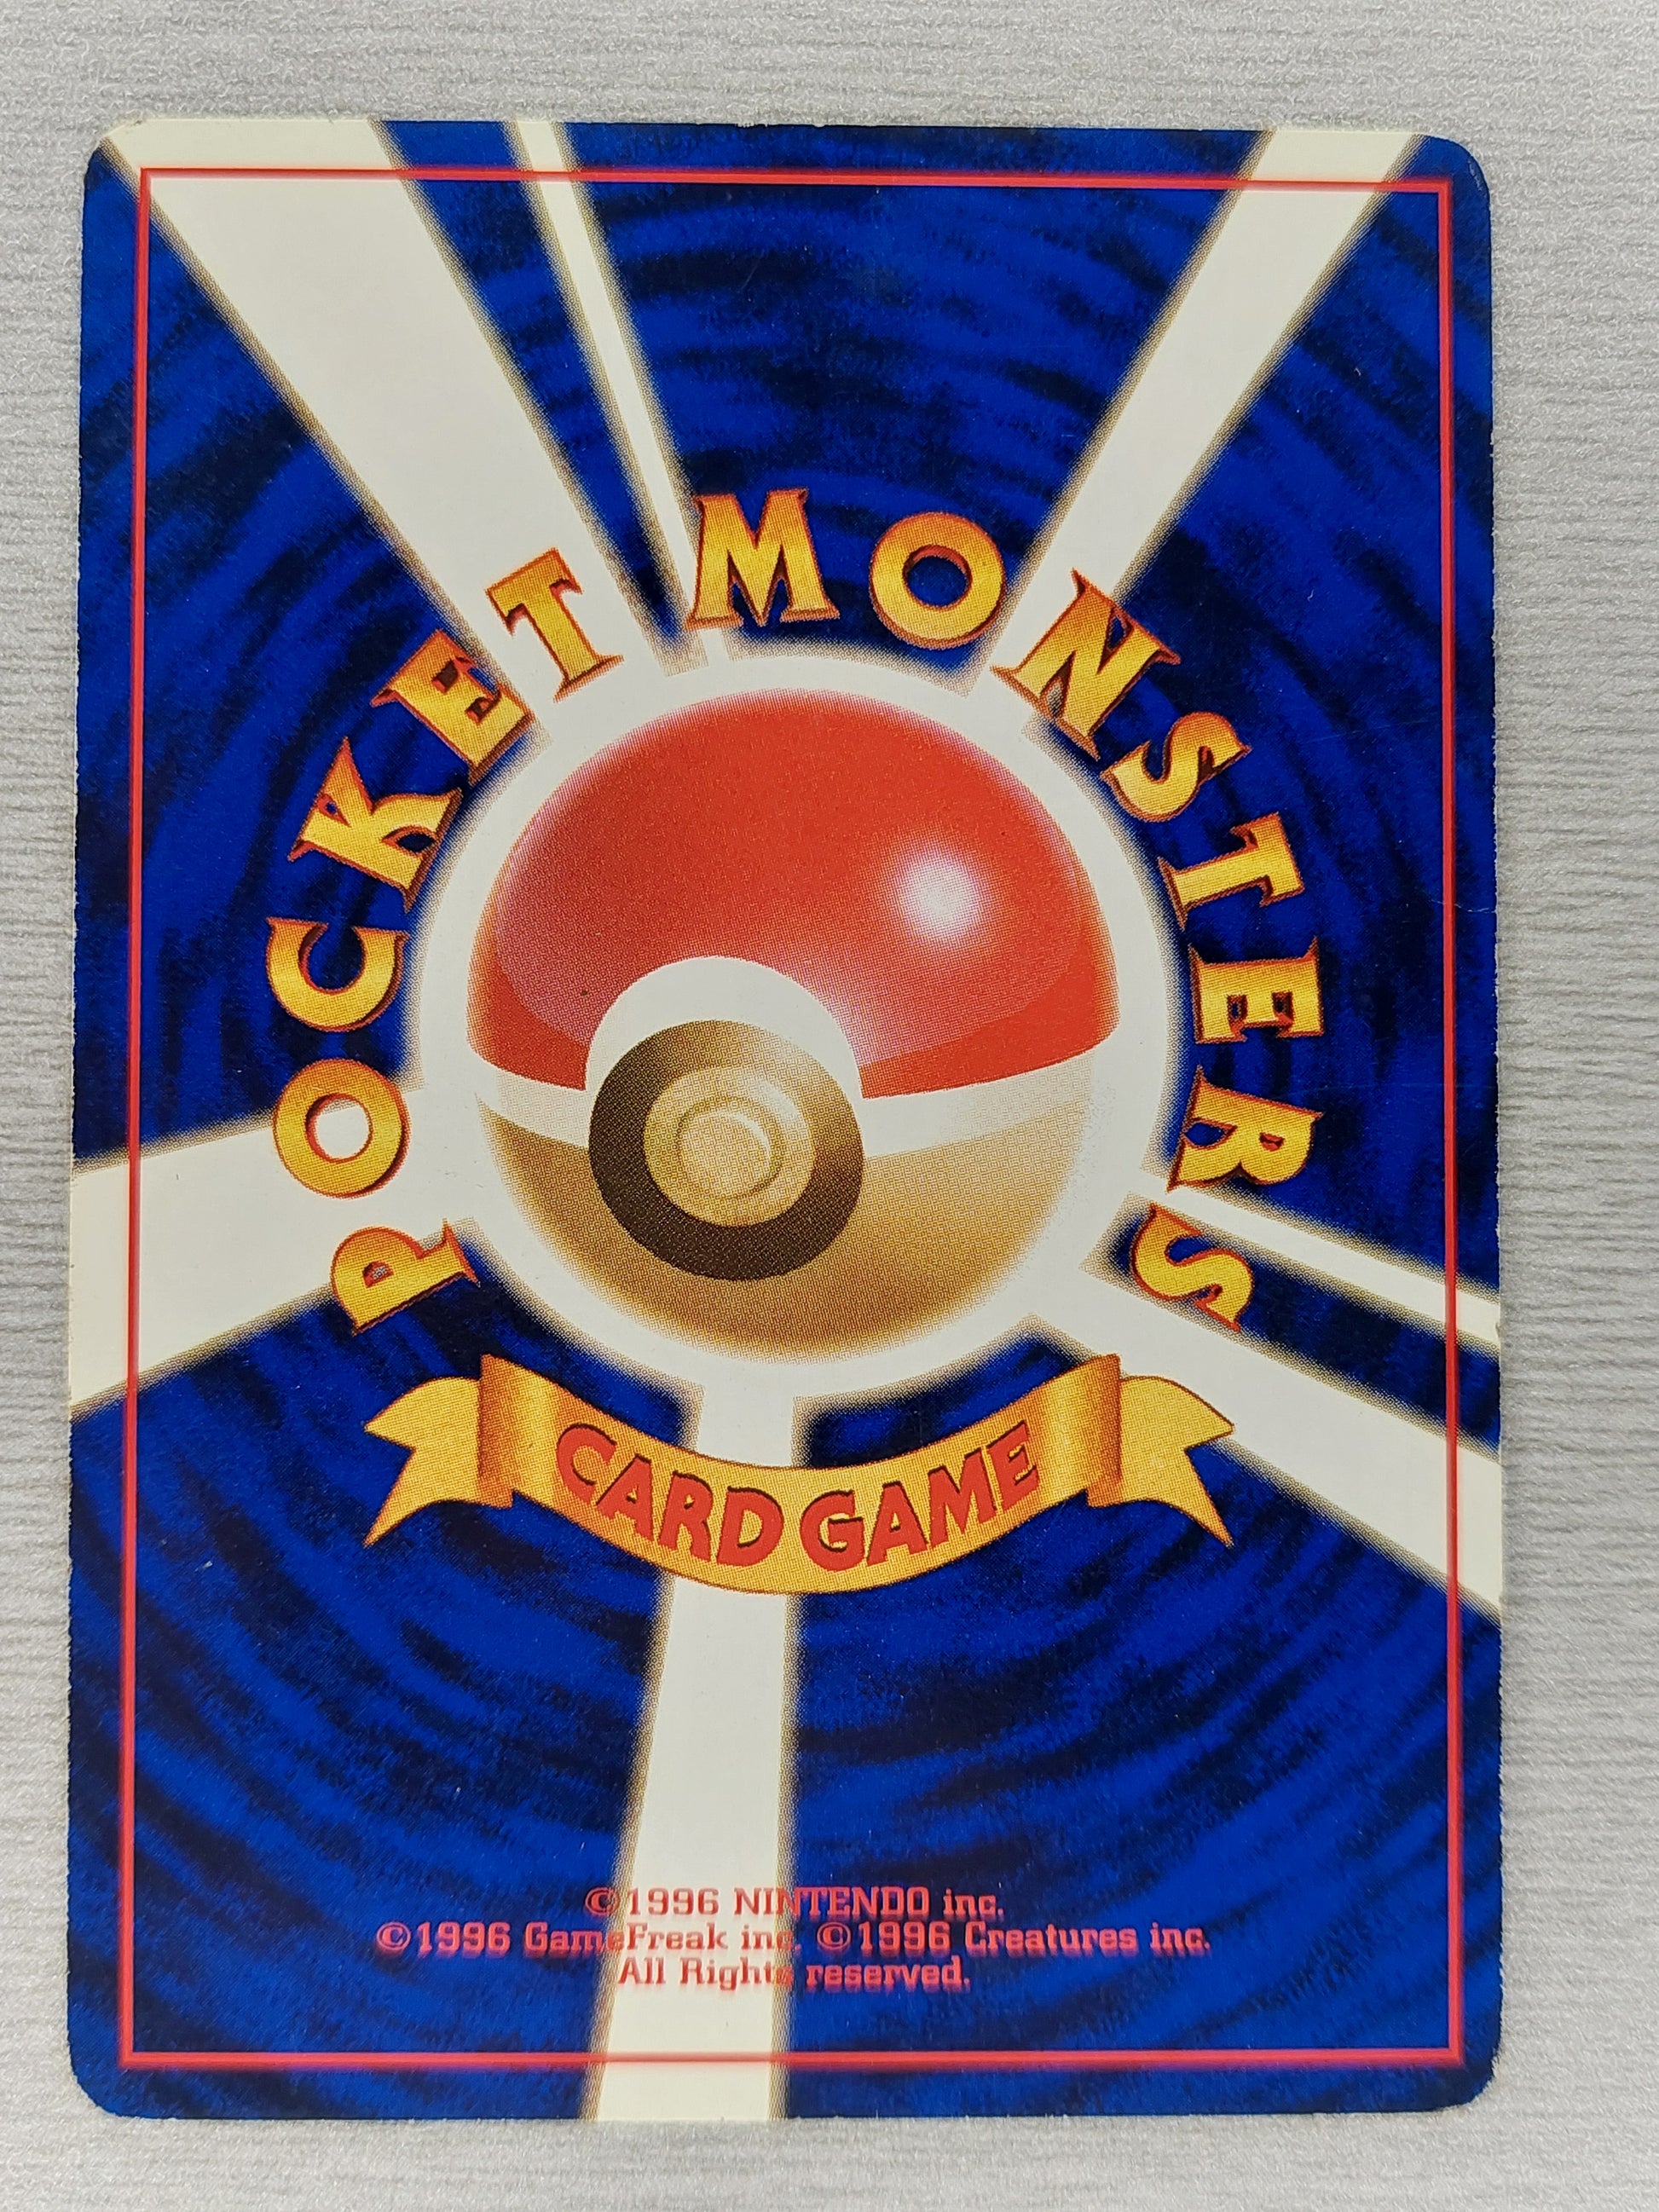 POCKET MONSTERS
CARD GAME
©1996 NINTENDO inc.
©1996 GameFreak inc. ©1996 Creatures inc.
All Rights reserved.